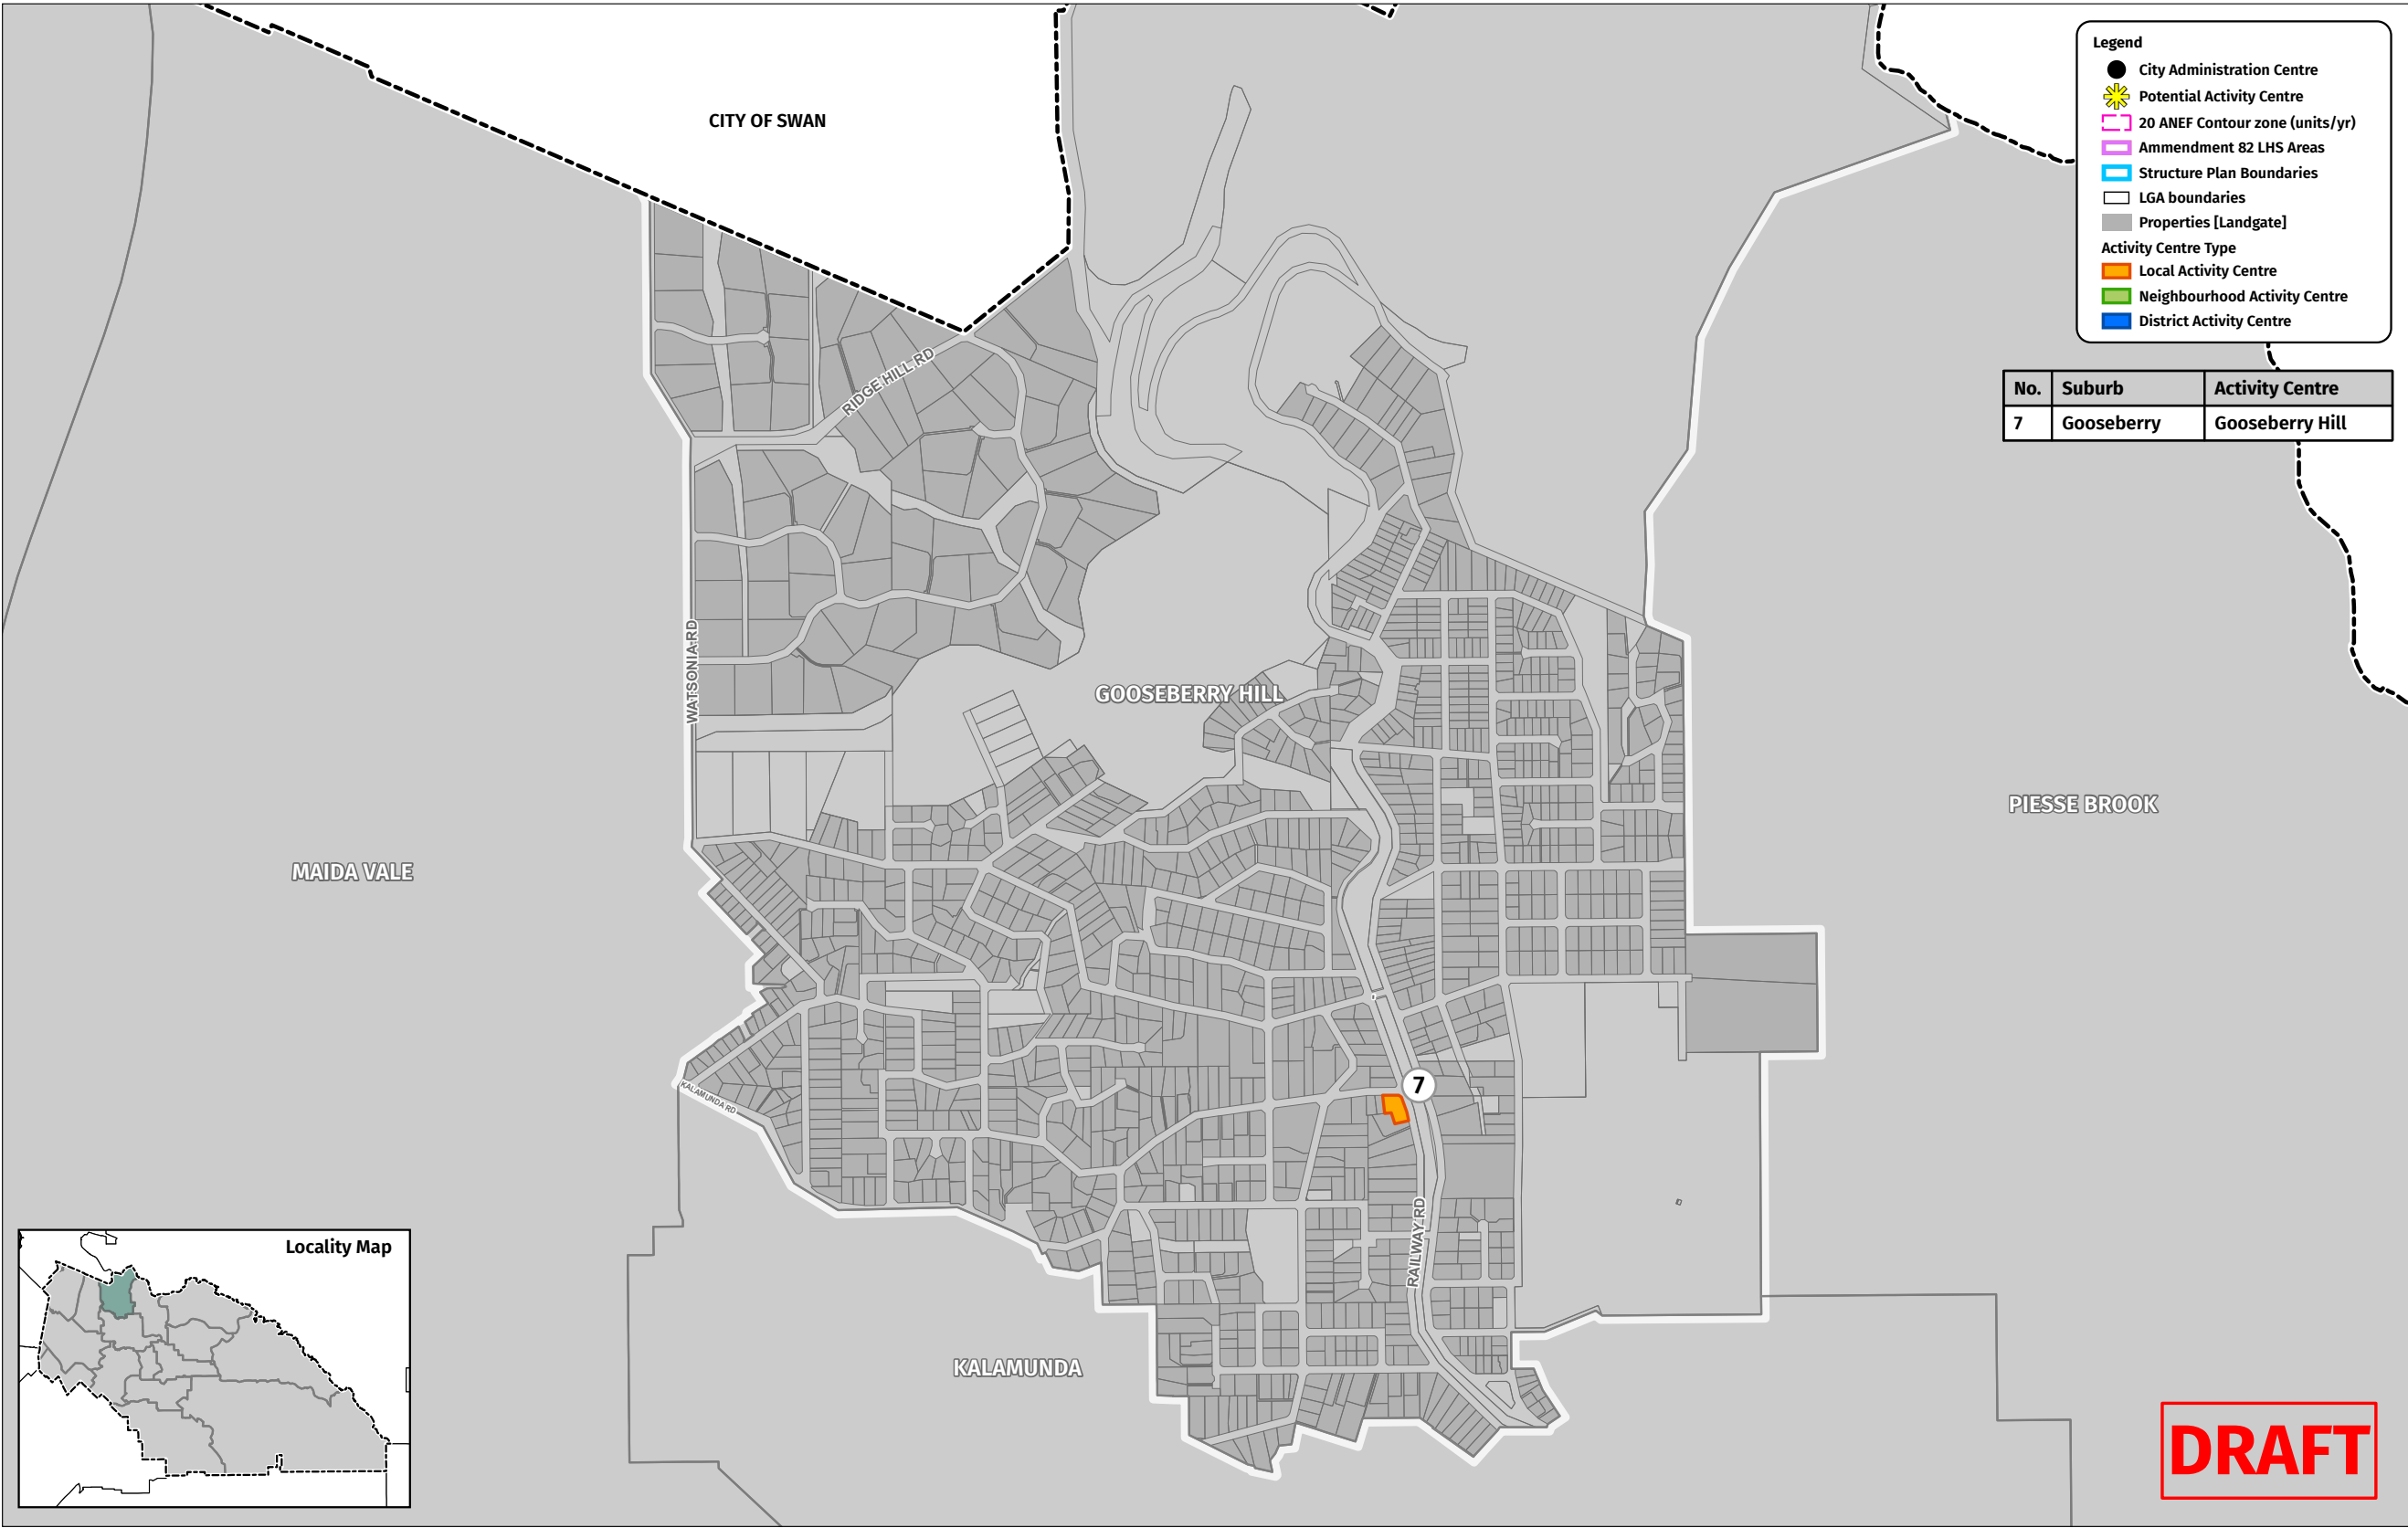 CITY OF SWAN
Legend
City Administration Centre
Potential Activity Centre
20 ANEF Contour zone (units/yr)
Ammendment 82 LHS Areas
Structure Plan Boundaries
LGA boundaries
Properties [Landgate]
Activity Centre Type
Local Activity Centre
Neighbourhood Activity Centre
District Activity Centre
No. Suburb Activity Centre
7 Gooseberry Gooseberry Hill
RIDGE HILL RD
WATSONIA RD
GOOSEBERRY HILL
PIESSE BROOK
MAIDA VALE
KALAMUNDA RD
7
RAILWAY RD
KALAMUNDA
Locality Map
DRAFT